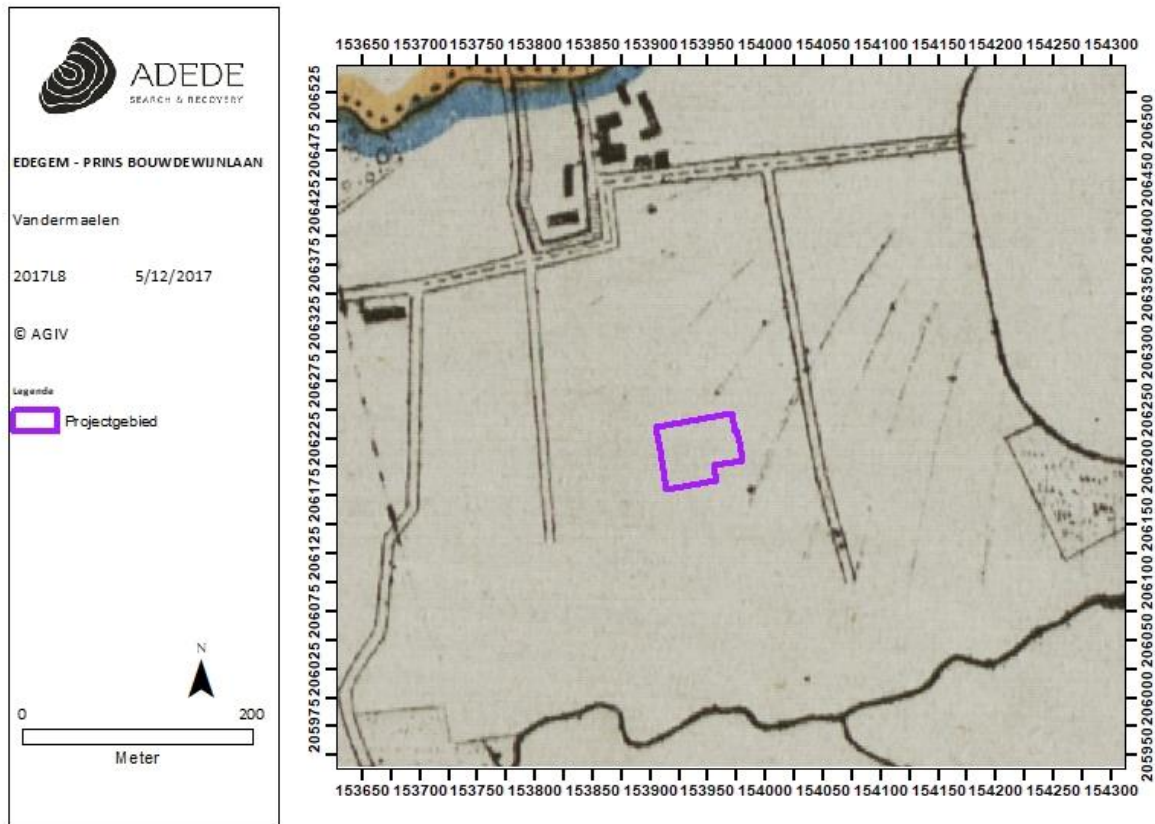 ADEDE
SEARCH & RECOVERY
EDEGEM - PRINS BOUWDEWIJNLAAN
Vandermaelen
2017L8 5/12/2017
© AGIV
Legende
Projectgebied
N
0 200
Meter
153650 153700 153750 153800 153850 153900 153950 154000 154050 154100 154150 154200 154250 154300
206525
206475
206425
206375
206325
206275
206225
206175
206125
206075
206025
205975
206500
206450
206400
206350
206300
206250
206200
206150
206100
206050
206000
205950
153650 153700 153750 153800 153850 153900 153950 154000 154050 154100 154150 154200 154250 154300